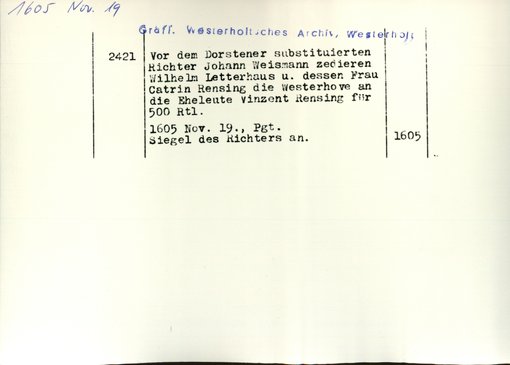 1605 Nov. 19
Gräfl. Westerholtsches Archiv, Westerholt
2421 Vor dem Dorstener substituierten
Richter Johann Weismann zedieren
Wilhelm Letterhaus u. dessen Frau
Catrin Rensing die Westerhove an
die Eheleute Vinzent Rensing für
500 Rtl.
1605 Nov. 19., Pgt.
Siegel des Richters an. 1605